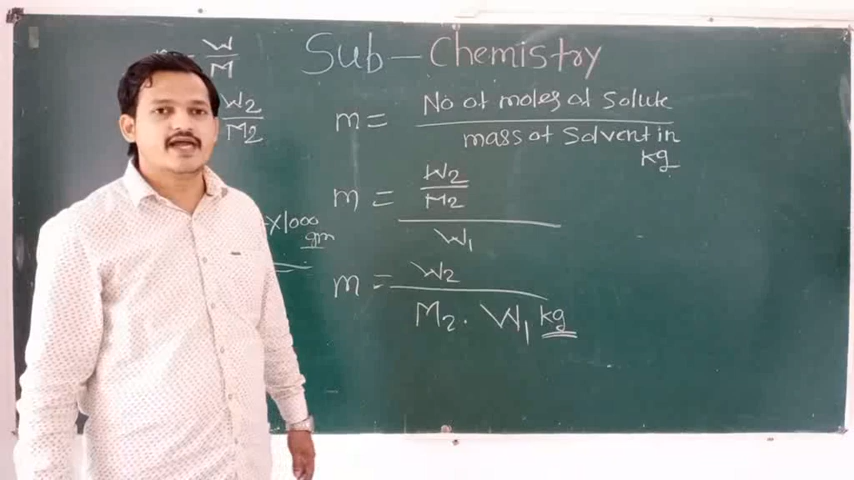 W
M
W2
M2
X1000
gm
Sub - Chemistry
m = No of moles of Solute
mass of Solvent in
kg
m = W2
M2
W1
m = W2
M2 . W1 kg